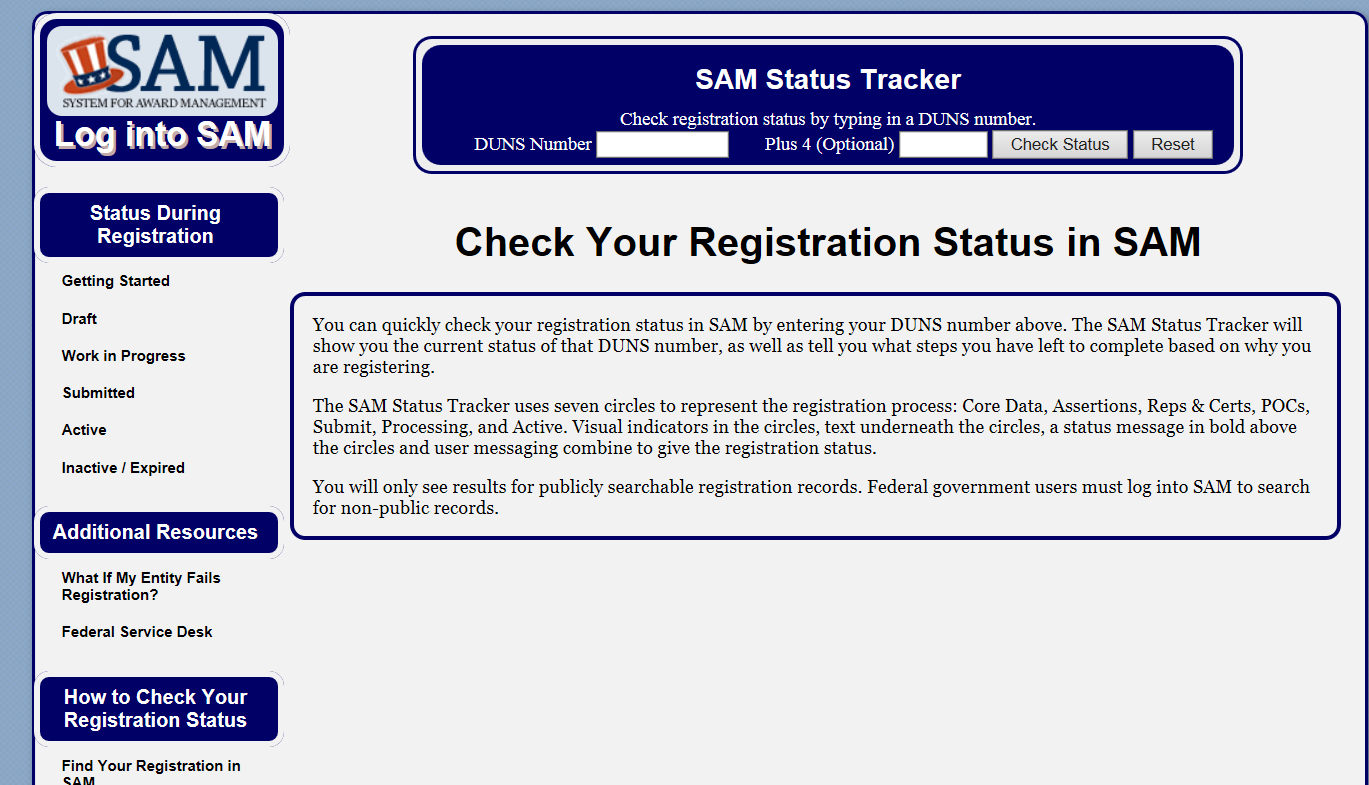 SAM
SYSTEM FOR AWARD MANAGEMENT
Log into SAM
SAM Status Tracker
Check registration status by typing in a DUNS number.
DUNS Number Plus 4 (Optional) Check Status Reset
Status During
Registration
Getting Started
Draft
Work in Progress
Submitted
Active
Inactive / Expired
Additional Resources
What If My Entity Fails
Registration?
Federal Service Desk
How to Check Your
Registration Status
Find Your Registration in
SAM
Check Your Registration Status in SAM
You can quickly check your registration status in SAM by entering your DUNS number above. The SAM Status Tracker will
show you the current status of that DUNS number, as well as tell you what steps you have left to complete based on why you
are registering.
The SAM Status Tracker uses seven circles to represent the registration process: Core Data, Assertions, Reps & Certs, POCs,
Submit, Processing, and Active. Visual indicators in the circles, text underneath the circles, a status message in bold above
the circles and user messaging combine to give the registration status.
You will only see results for publicly searchable registration records. Federal government users must log into SAM to search
for non-public records.